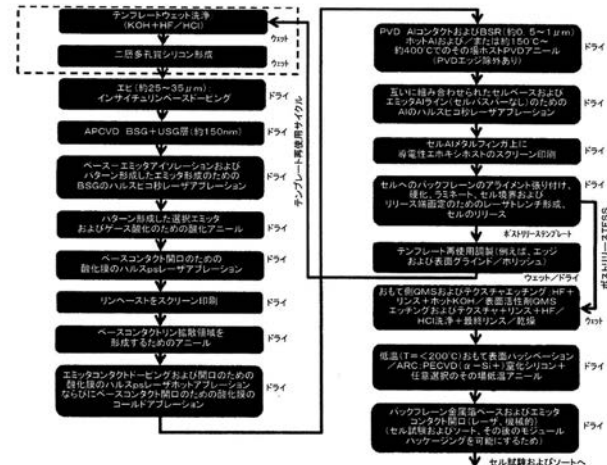 テンプレートウェット洗浄
(KOH+HF/HCl)
ウェット
二層多孔質シリコン形成
ウェット
エピ(約25~35μm):
インサイチュリンベースドーピング
ドライ
APCVD BSG+USG層(約150nm)
ドライ
ベース-エミッタアイソレーションおよび
パターン形成したエミッタ形成のための
BSGのパルスピコ秒レーザアブレーション
ドライ
パターン形成した選択エミッタ
およびゲース酸化のための酸化アニール
ドライ
ベースコンタクト開口のための
酸化膜のパルスpsレーザアブレーション
ドライ
リンペーストをスクリーン印刷
ドライ
ベースコンタクトリン拡散領域を
形成するためのアニール
ドライ
エミッタコンタクトドーピングおよび開口のための
酸化膜のパルスpsレーザホットアブレーション
ならびにベースコンタクト開口のための酸化膜の
コールドアブレーション
ドライ
テンプレート再使用サイクル
PVD AlコンタクトおよびBSR(約0.5~1μm)
ホットAlおよび/または約150℃~
約400℃でのその場ポストPVDアニール
(PVDエッジ除外あり)
ドライ
互いに組み合わせられたセルベースおよび
エミッタAlライン(セルバスバーなし)のための
Alのパルスピコ秒レーザアブレーション
ドライ
セルAlメタルフィンガ上に
導電性エポキシポストのスクリーン印刷
ドライ
セルへのバックプレーンのアライメント張り付け、
硬化、ラミネート、セル境界および
リリース端画定のためのレーザトレンチ形成、
セルのリリース
ドライ
ポストリリーステンプレート
テンプレート再使用調製(例えば、エッジ
および表面グラインド/ポリッシュ)
ウェット/ドライ
ポストリリースTFSS
おもて側QMSおよびテクスチャエッチング:HF+
リンス+ホットKOH/表面活性剤QMS
エッチングおよびテクスチャ+リンス+HF/
HCl洗浄+最終リンス/乾燥
ウェット
低温(T=<200℃)おもて表面パッシベーション
/ARC:PECVD(α-Si+)窒化シリコン+
任意選択のその場低温アニール
ドライ
バックプレーン金属箔ベースおよびエミッタ
コンタクト開口(レーザ、機械的)
(セル試験およびソート、その後のモジュール
パッケージングを可能にするため)
ドライ
セル試験およびソートへ